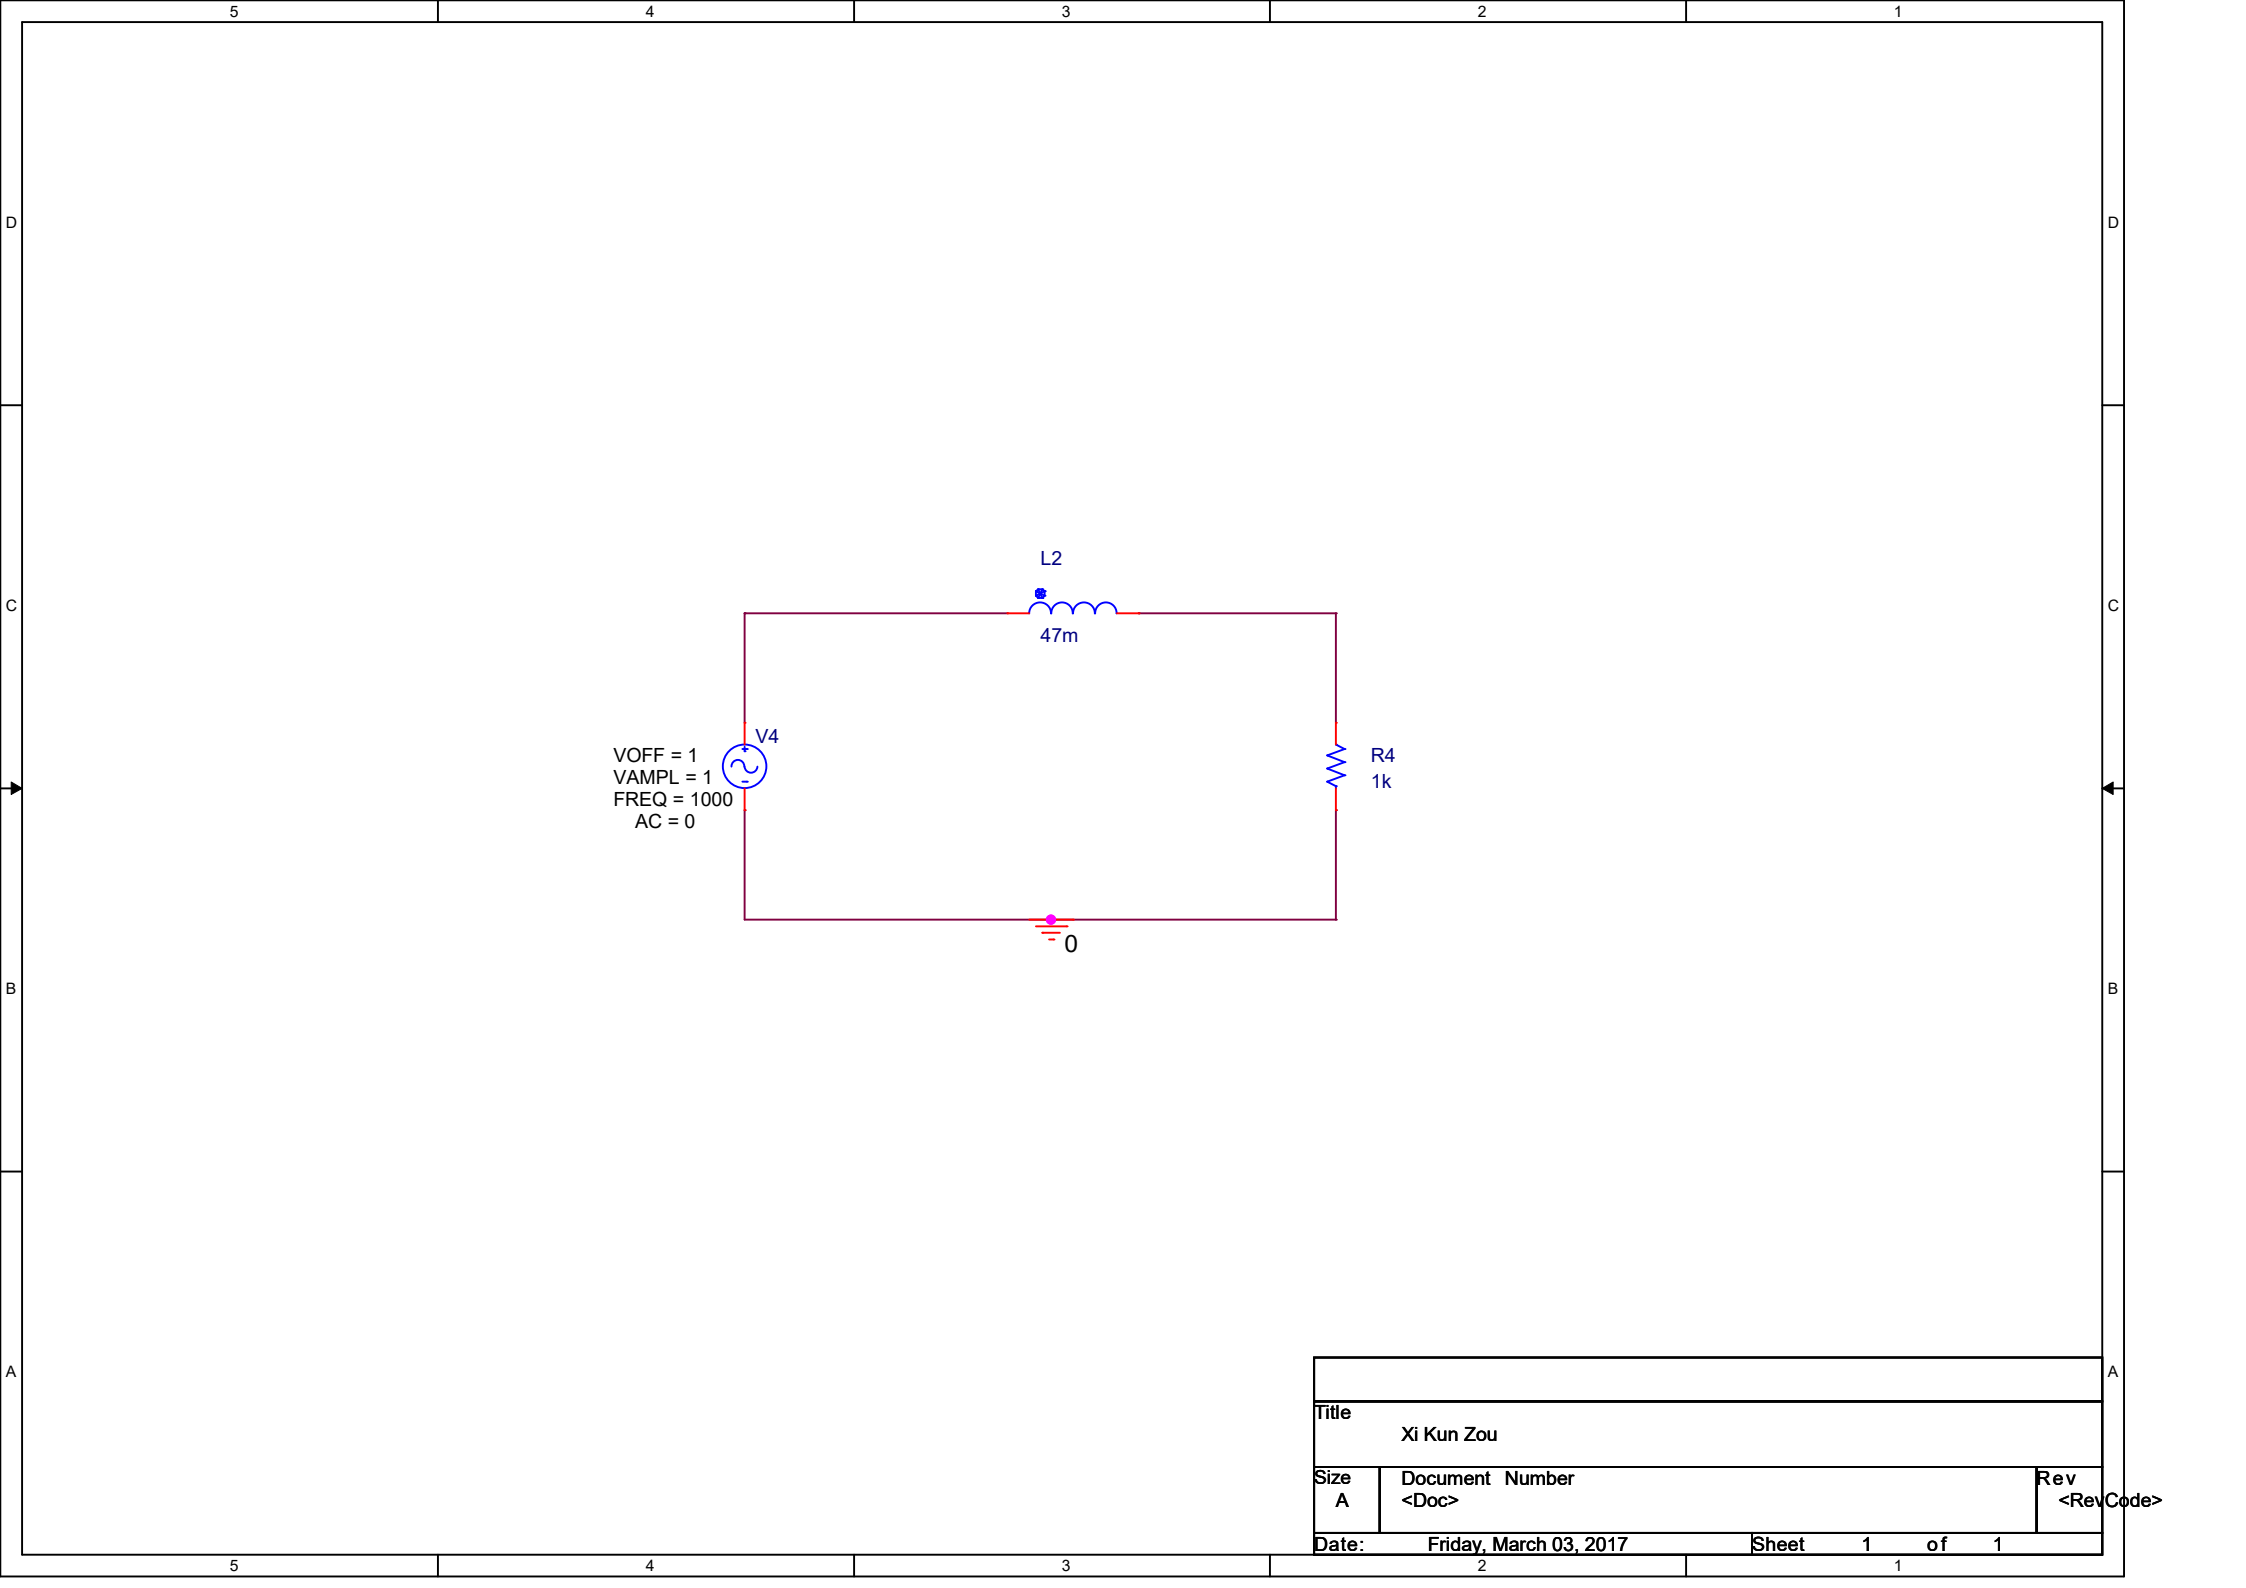 5 4 3 2 1
D D
L2
C C
47m
V4
VOFF = 1
R4
VAMPL = 1
1k
FREQ = 1000
AC = 0
0
B B
A A
Title
Xi Kun Zou
Size Document Number Rev
A <Doc> <RevCode>
Date: Friday, March 03, 2017 Sheet 1 of 1
5 4 3 2 1